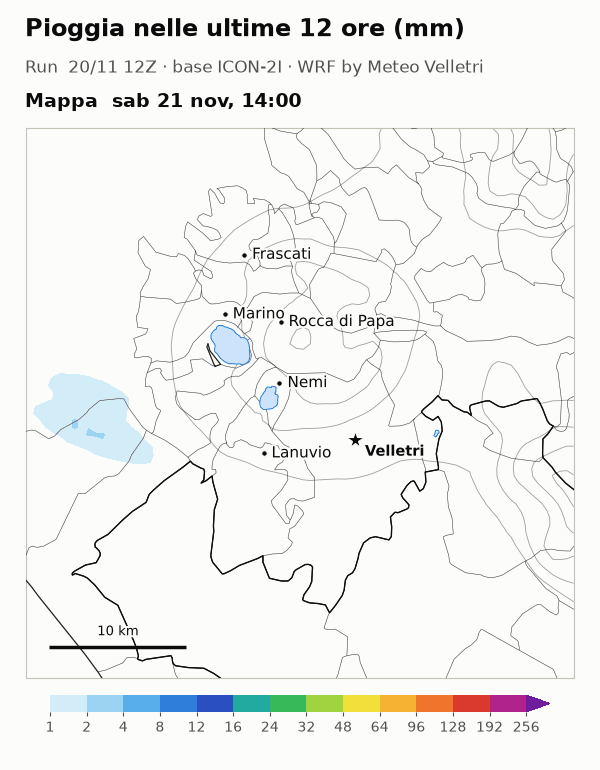 Pioggia nelle ultime 12 ore (mm)
Run  20/11 12Z · base ICON-2I · WRF by Meteo Velletri
Mappa  sab 21 nov, 14:00
Frascati
Marino
Rocca di Papa
Nemi
Velletri
Lanuvio
10 km
1 2 4 8 12 16 24 32 48 64 96 128 192 256